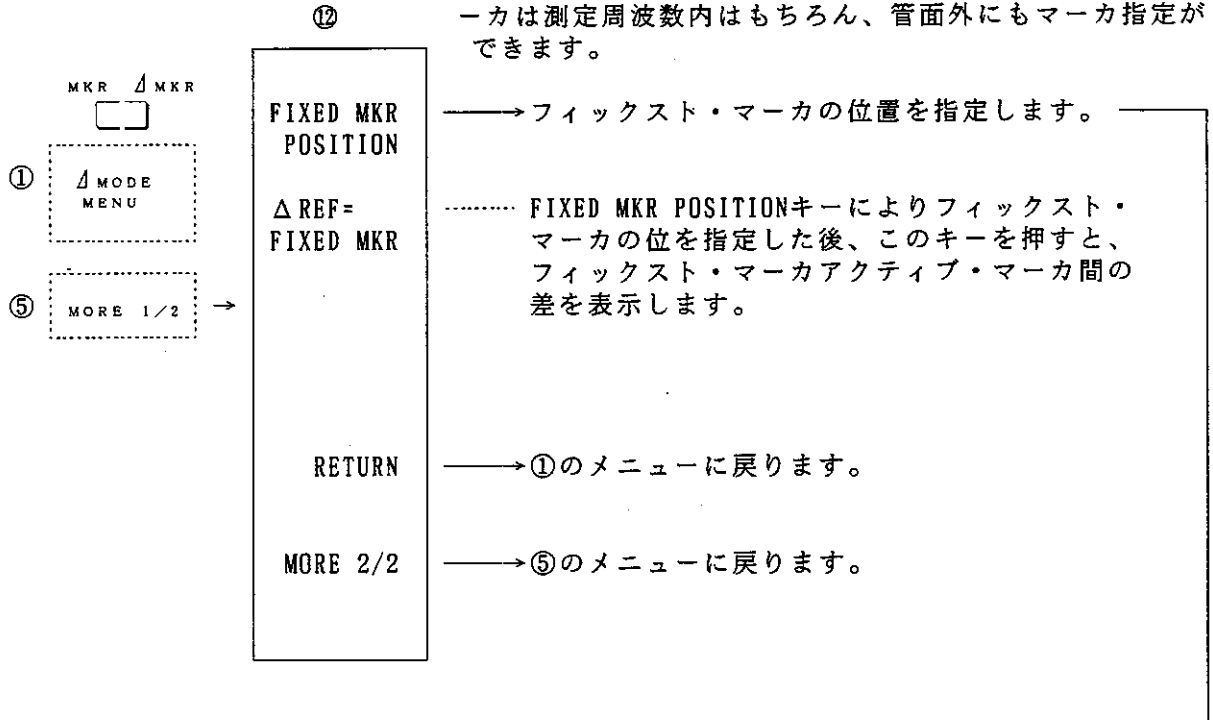 ⑫
ーカは測定周波数内はもちろん、管面外にもマーカ指定が
できます。
MKR ⊿MKR
FIXED MKR
POSITION
→フィックスト・マーカの位置を指定します。
① ⊿MODE
MENU
ΔREF=
FIXED MKR
……… FIXED MKR POSITIONキーによりフィックスト・
マーカの位を指定した後、このキーを押すと、
フィックスト・マーカアクティブ・マーカ間の
差を表示します。
⑤ MORE 1/2 →
RETURN →①のメニューに戻ります。
MORE 2/2 →⑤のメニューに戻ります。